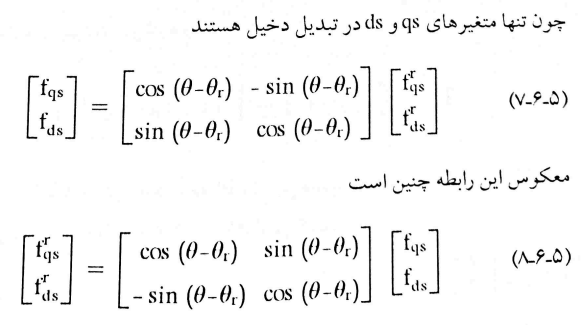 چون تنها متغیرهای qs و ds در تبدیل دخیل هستند
[f_qs; f_ds] = [cos (θ-θ_r)  - sin (θ-θ_r); sin (θ-θ_r)  cos (θ-θ_r)] [f^r_qs; f^r_ds]  (۷-۶-۵)
معکوس این رابطه چنین است
[f^r_qs; f^r_ds] = [cos (θ-θ_r)  sin (θ-θ_r); - sin (θ-θ_r)  cos (θ-θ_r)] [f_qs; f_ds]  (۸-۶-۵)